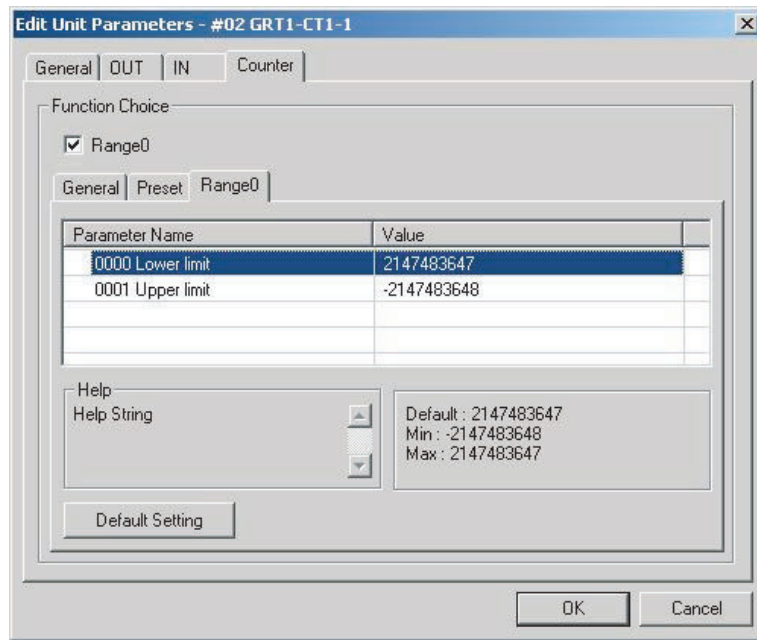 Edit Unit Parameters - #02 GRT1-CT1-1
General OUT IN Counter
Function Choice
Range0
General Preset Range0
Parameter Name Value
0000 Lower limit 2147483647
0001 Upper limit -2147483648
Help
Help String
Default : 2147483647
Min : -2147483648
Max : 2147483647
Default Setting
OK Cancel